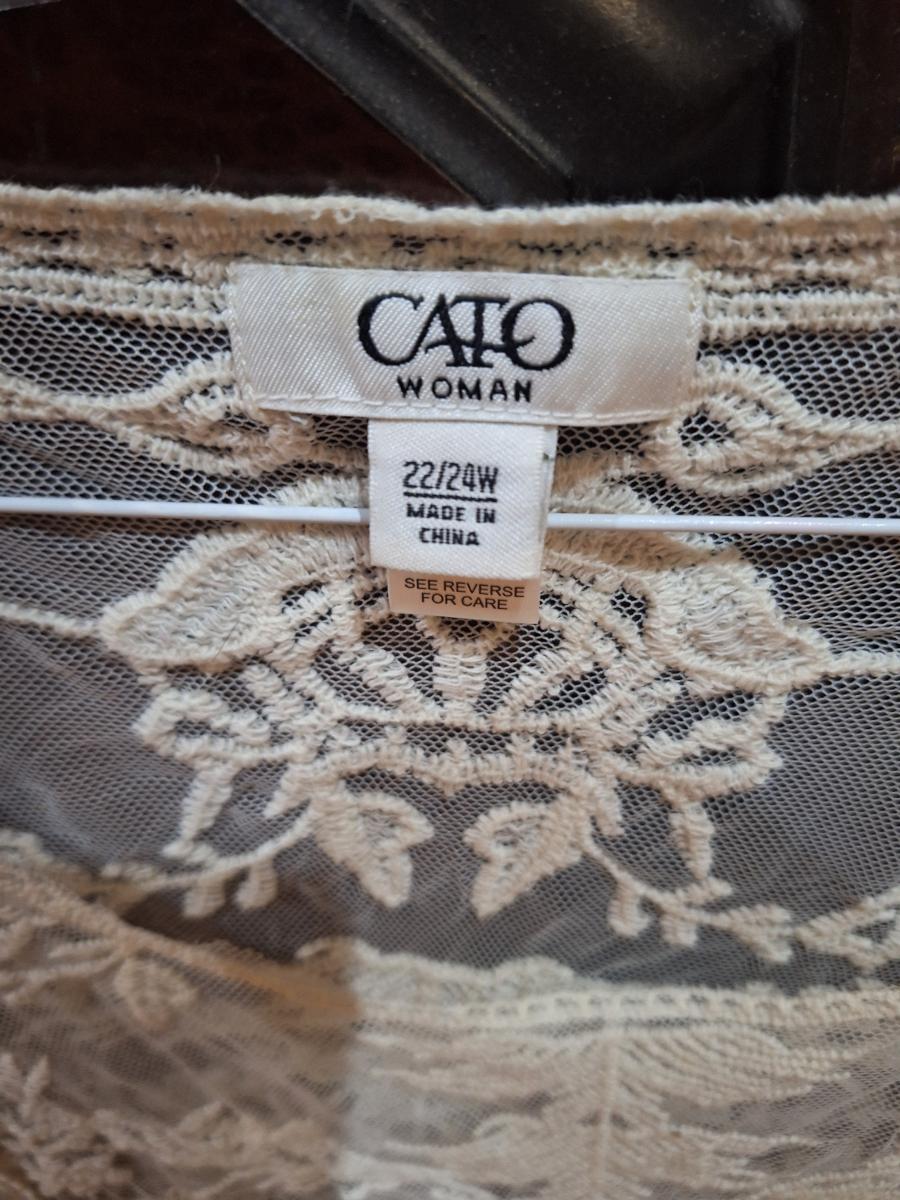 CATO
WOMAN
22/24W
MADE IN
CHINA
SEE REVERSE
FOR CARE